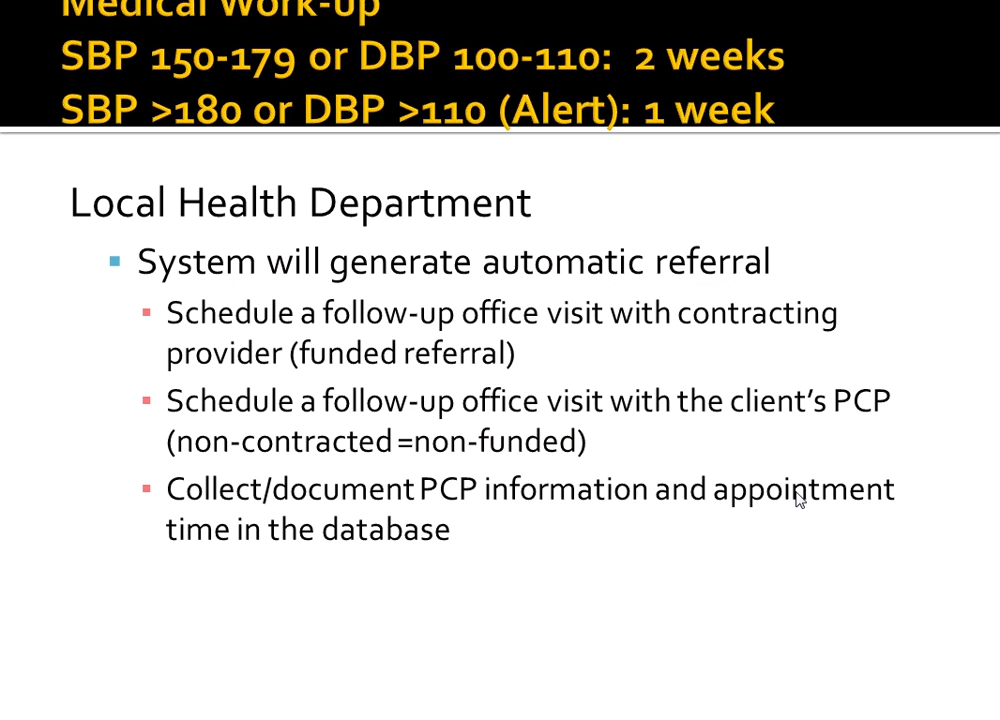 Medical Work-up
SBP 150-179 or DBP 100-110: 2 weeks
SBP >180 or DBP >110 (Alert): 1 week
Local Health Department
System will generate automatic referral
Schedule a follow-up office visit with contracting
provider (funded referral)
Schedule a follow-up office visit with the client’s PCP
(non-contracted =non-funded)
Collect/document PCP information and appointment
time in the database